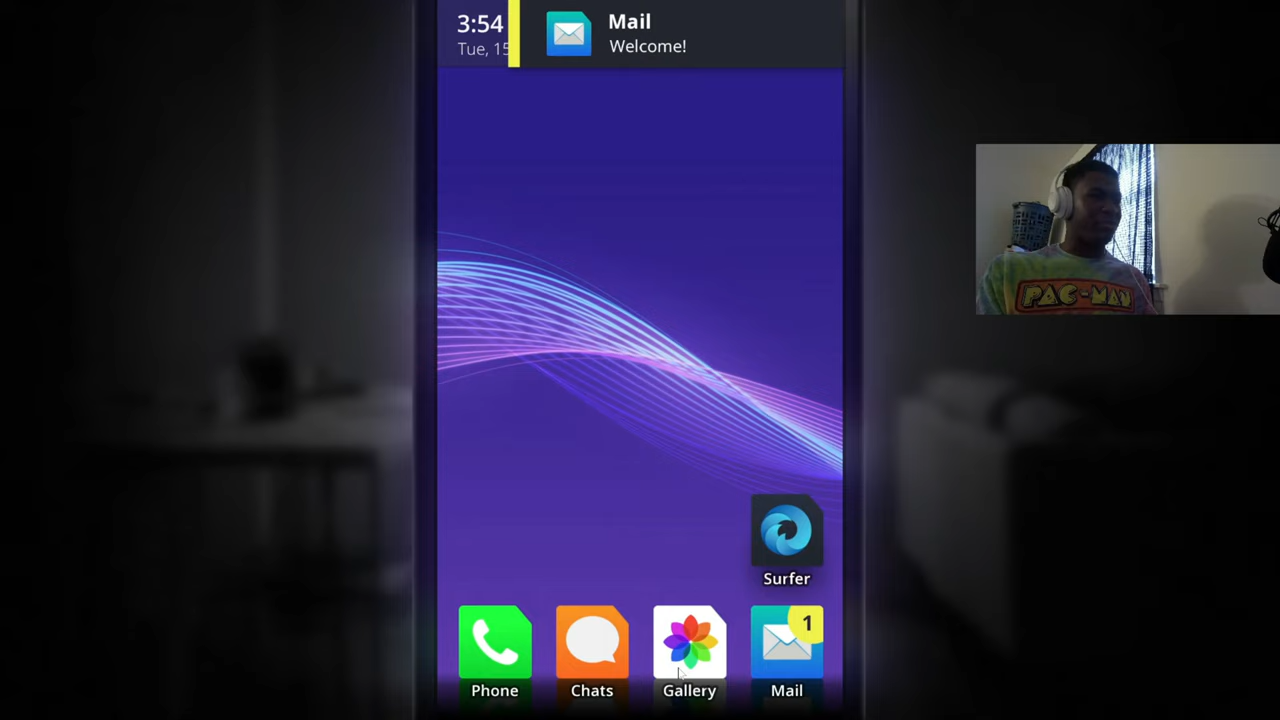 3:54
Tue, 15
Mail
Welcome!
PAC-MAN
Surfer
1
Phone
Chats
Gallery
Mail